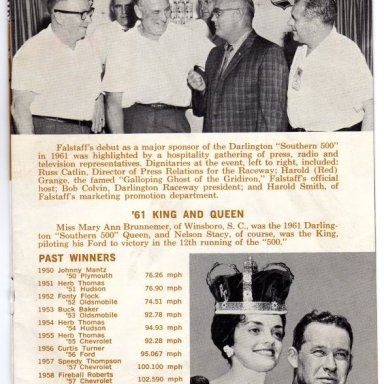 Falstaff's debut as a major sponsor of the Darlington "Southern 500"
in 1961 was highlighted by a hospitality gathering of press, radio and
television representatives. Dignitaries at the event, left to right, included:
Russ Catlin, Director of Press Relations for the Raceway; Harold (Red)
Grange, the famed "Galloping Ghost of the Gridiron," Falstaff's official
host; Bob Colvin, Darlington Raceway president; and Harold Smith, of
Falstaff's marketing promotion department.
'61 KING AND QUEEN
Miss Mary Ann Brunnemer, of Winsboro, S. C., was the 1961 Darling-
ton "Southern 500" Queen, and Nelson Stacy, of course, was the King,
piloting his Ford to victory in the 12th running of the "500."
PAST WINNERS
1950 Johnny Mantz
'50 Plymouth 76.26 mph
1951 Herb Thomas
'51 Hudson 76.90 mph
1952 Fonty Flock
'52 Oldsmobile 74.51 mph
1953 Buck Baker
'53 Oldsmobile 92.78 mph
1954 Herb Thomas
'54 Hudson 94.93 mph
1955 Herb Thomas
'55 Chevrolet 92.28 mph
1956 Curtis Turner
'56 Ford 95.067 mph
1957 Speedy Thompson
'57 Chevrolet 100.100 mph
1958 Fireball Roberts
'57 Chevrolet 102.590 mph